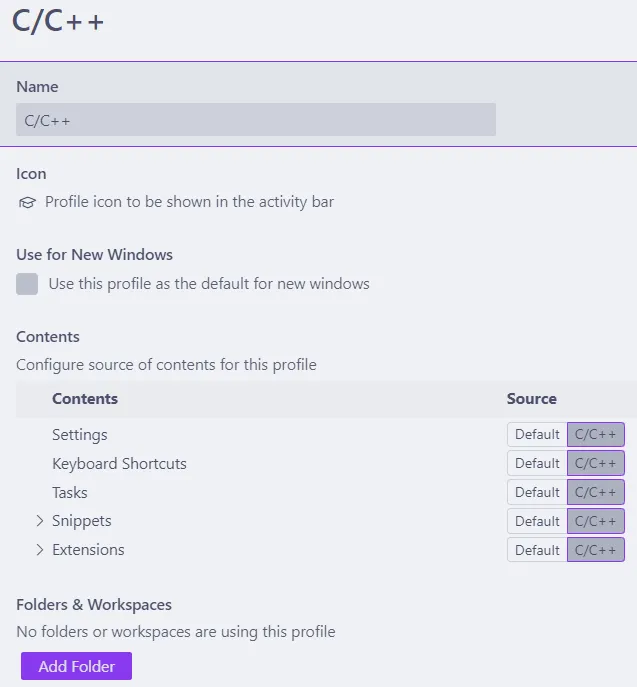 C/C++
Name
C/C++
Icon
Profile icon to be shown in the activity bar
Use for New Windows
Use this profile as the default for new windows
Contents
Configure source of contents for this profile
Contents Source
Settings Default C/C++
Keyboard Shortcuts Default C/C++
Tasks Default C/C++
Snippets Default C/C++
Extensions Default C/C++
Folders & Workspaces
No folders or workspaces are using this profile
Add Folder